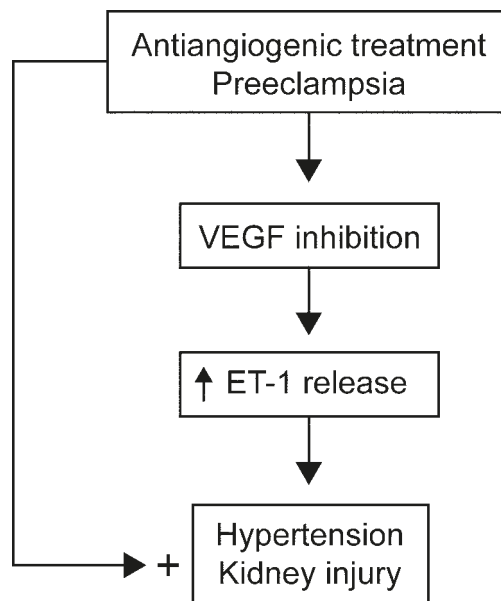 Antiangiogenic treatment
Preeclampsia
VEGF inhibition
↑ ET-1 release
+
Hypertension
Kidney injury